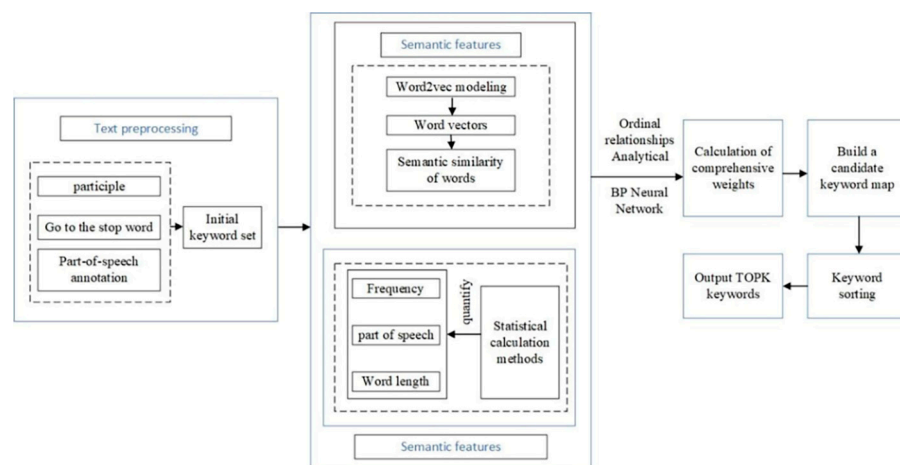 Text preprocessing
participle
Go to the stop word
Part-of-speech
annotation
Initial
keyword set
Semantic features
Word2vec modeling
Word vectors
Semantic similarity
of words
Frequency
part of speech
Word length
quantify
Statistical
calculation
methods
Semantic features
Ordinal
relationships
Analytical
BP Neural
Network
Calculation of
comprehensive
weights
Build a
candidate
keyword map
Keyword
sorting
Output TOPK
keywords